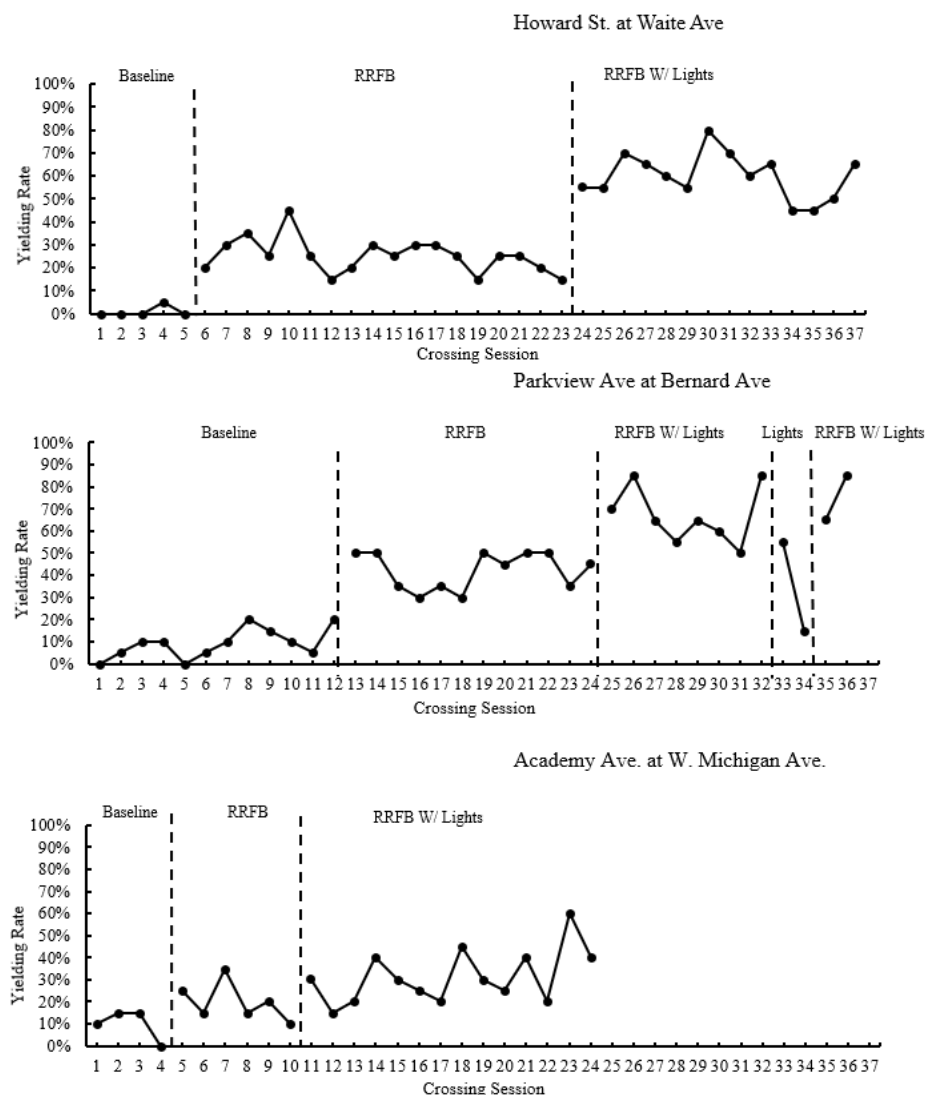 Howard St. at Waite Ave
Baseline RRFB RRFB W/ Lights
100%
90%
80%
70%
60%
50%
40%
30%
20%
10%
0%
Yielding Rate
1 2 3 4 5 6 7 8 9 10 11 12 13 14 15 16 17 18 19 20 21 22 23 24 25 26 27 28 29 30 31 32 33 34 35 36 37
Crossing Session
Parkview Ave at Bernard Ave
Baseline RRFB RRFB W/ Lights Lights RRFB W/ Lights
100%
90%
80%
70%
60%
50%
40%
30%
20%
10%
0%
Yielding Rate
1 2 3 4 5 6 7 8 9 10 11 12 13 14 15 16 17 18 19 20 21 22 23 24 25 26 27 28 29 30 31 32 33 34 35 36 37
Crossing Session
Academy Ave. at W. Michigan Ave.
Baseline RRFB RRFB W/ Lights
100%
90%
80%
70%
60%
50%
40%
30%
20%
10%
0%
Yielding Rate
1 2 3 4 5 6 7 8 9 10 11 12 13 14 15 16 17 18 19 20 21 22 23 24 25 26 27 28 29 30 31 32 33 34 35 36 37
Crossing Session